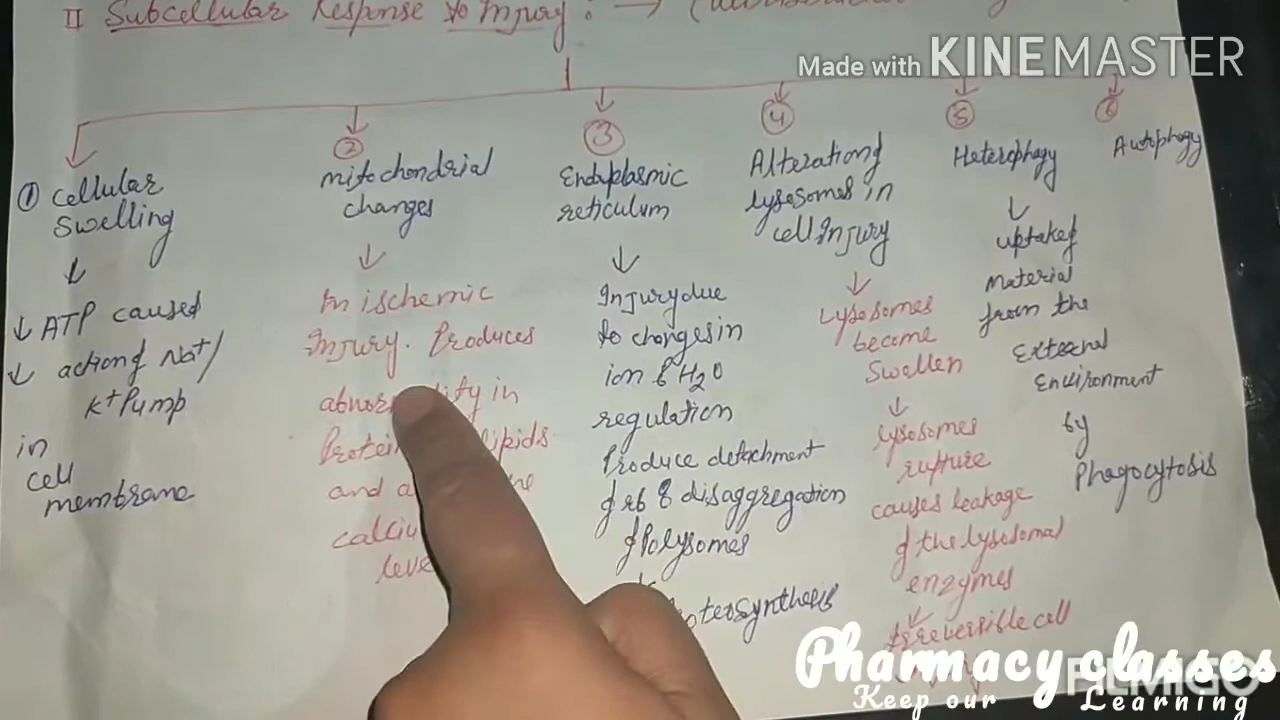 II Subcellular Response to Injury : →
Made with KINEMASTER
① cellular
swelling
↓
↓ ATP caused
↓ action of Na+/
K+ Pump
in
cell
membrane
②
mitochondrial
changes
↓
In ischemic
Injury. Produces
in
lipids
and
③
Endoplasmic
reticulum
↓
Injury due
to changes in
ion & H2O
regulation
Produce detachment
of rb & disaggregation
of Polysomes
④
Alteration of
lysosomes in
cell Injury
↓
Lysosomes
become
Swollen
↓
lysosomes
rupture
causes leakage
of the lysosomal
enzymes
↓
Irreversible cell
⑤
Heterophagy
↓
uptake of
Material
from the
External
Environment
by
Phagocytosis
⑥
Autophagy
Pharmacy classes
Keep our Learning
FILMIGO